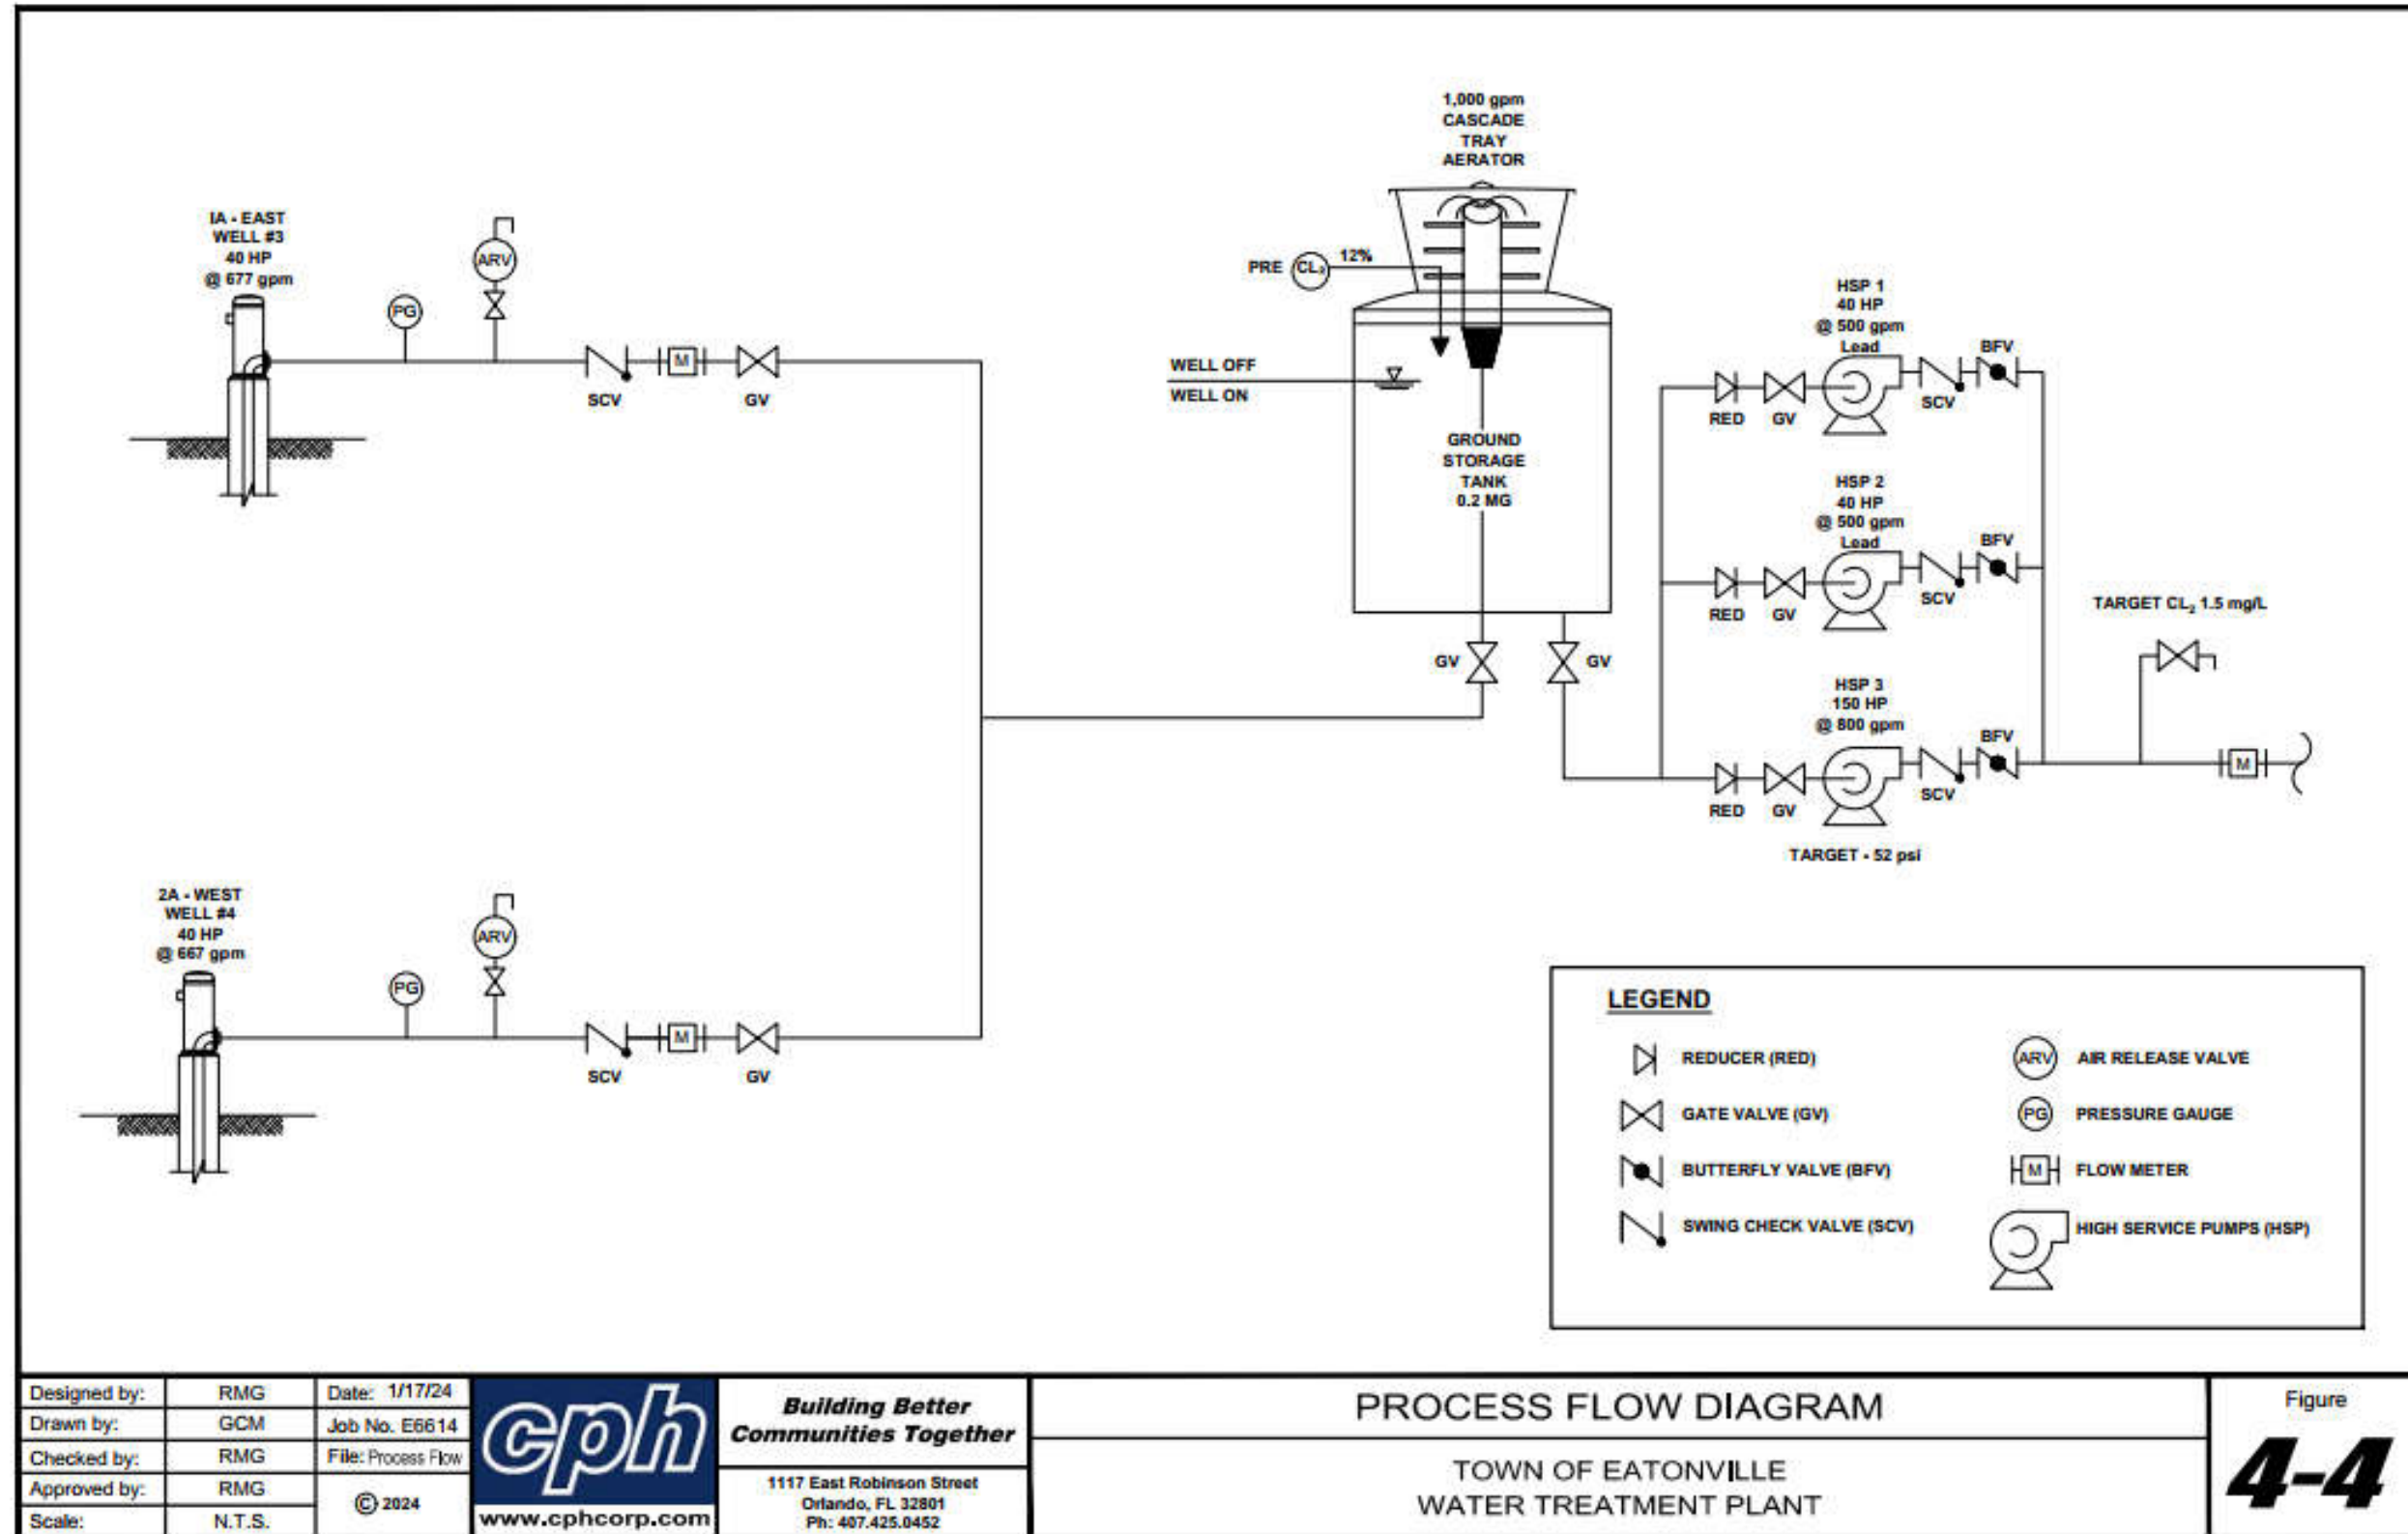 1,000 gpm
CASCADE
TRAY
AERATOR
IA - EAST
WELL #3
40 HP
@ 677 gpm
ARV
PG
SCV
M
GV
PRE
CL₂
12%
WELL OFF
WELL ON
GROUND
STORAGE
TANK
0.2 MG
GV
GV
HSP 1
40 HP
@ 500 gpm
Lead
BFV
RED
GV
SCV
HSP 2
40 HP
@ 500 gpm
Lead
BFV
RED
GV
SCV
HSP 3
150 HP
@ 800 gpm
BFV
RED
GV
SCV
TARGET - 52 psi
TARGET CL₂ 1.5 mg/L
M
2A - WEST
WELL #4
40 HP
@ 667 gpm
ARV
PG
SCV
M
GV
LEGEND
REDUCER (RED)
GATE VALVE (GV)
BUTTERFLY VALVE (BFV)
SWING CHECK VALVE (SCV)
ARV AIR RELEASE VALVE
PG PRESSURE GAUGE
M FLOW METER
HIGH SERVICE PUMPS (HSP)
Designed by: RMG
Drawn by: GCM
Checked by: RMG
Approved by: RMG
Scale: N.T.S.
Date: 1/17/24
Job No. E6614
File: Process Flow
© 2024
cph
www.cphcorp.com
Building Better
Communities Together
1117 East Robinson Street
Orlando, FL 32801
Ph: 407.425.0452
PROCESS FLOW DIAGRAM
TOWN OF EATONVILLE
WATER TREATMENT PLANT
Figure
4-4